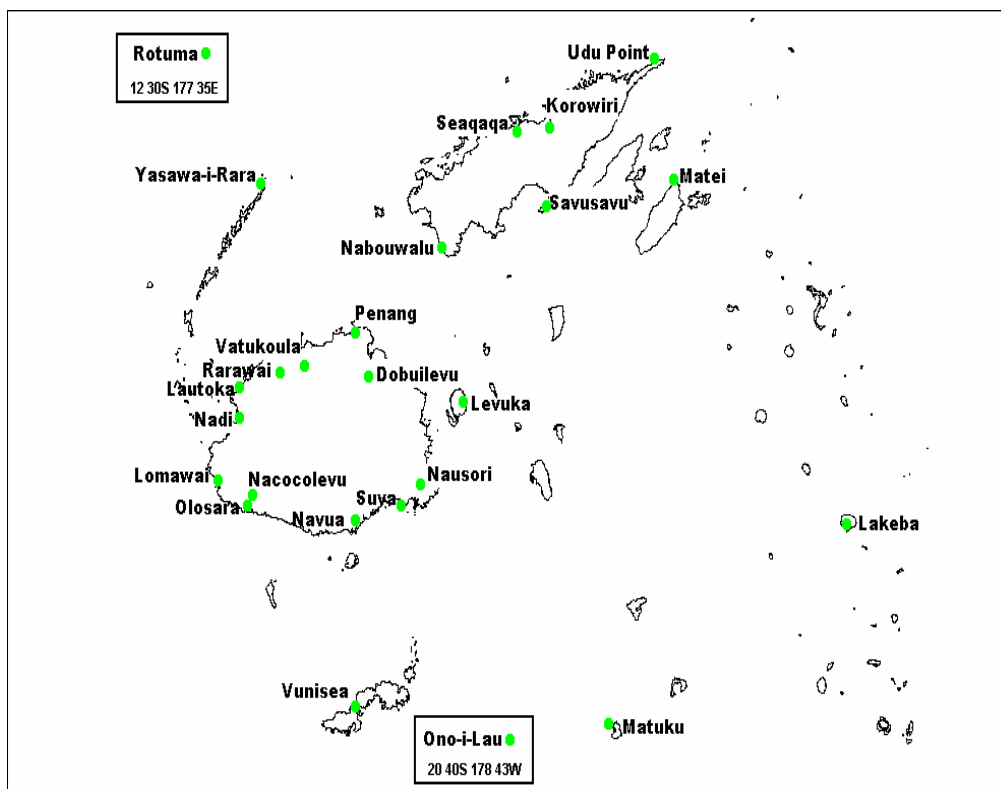 Rotuma
12 30S 177 35E
Udu Point
Korowiri
Seaqaqa
Yasawa-i-Rara
Matei
Savusavu
Nabouwalu
Penang
Vatukoula
Rarawai
Dobuilevu
Lautoka
Levuka
Nadi
Lomawai
Nacocolevu
Nausori
Olosara
Suva
Navua
Lakeba
Vunisea
Matuku
Ono-i-Lau
20 40S 178 43W